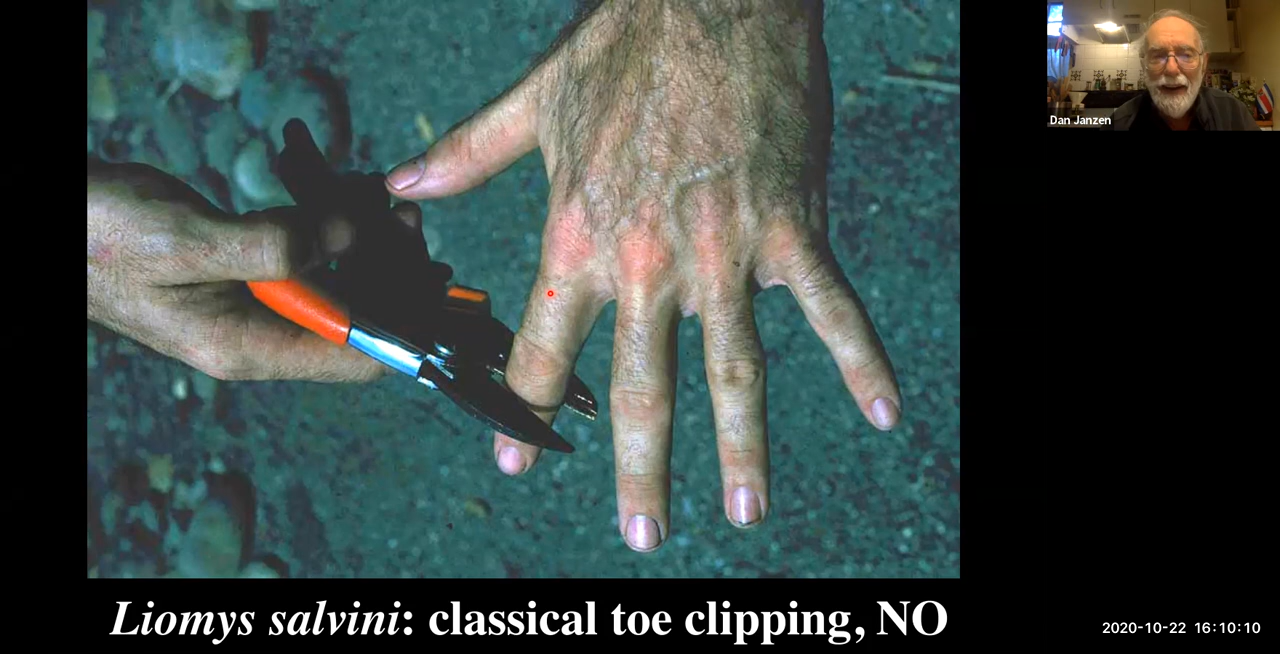 Dan Janzen
Liomys salvini: classical toe clipping, NO
2020-10-22 16:10:10